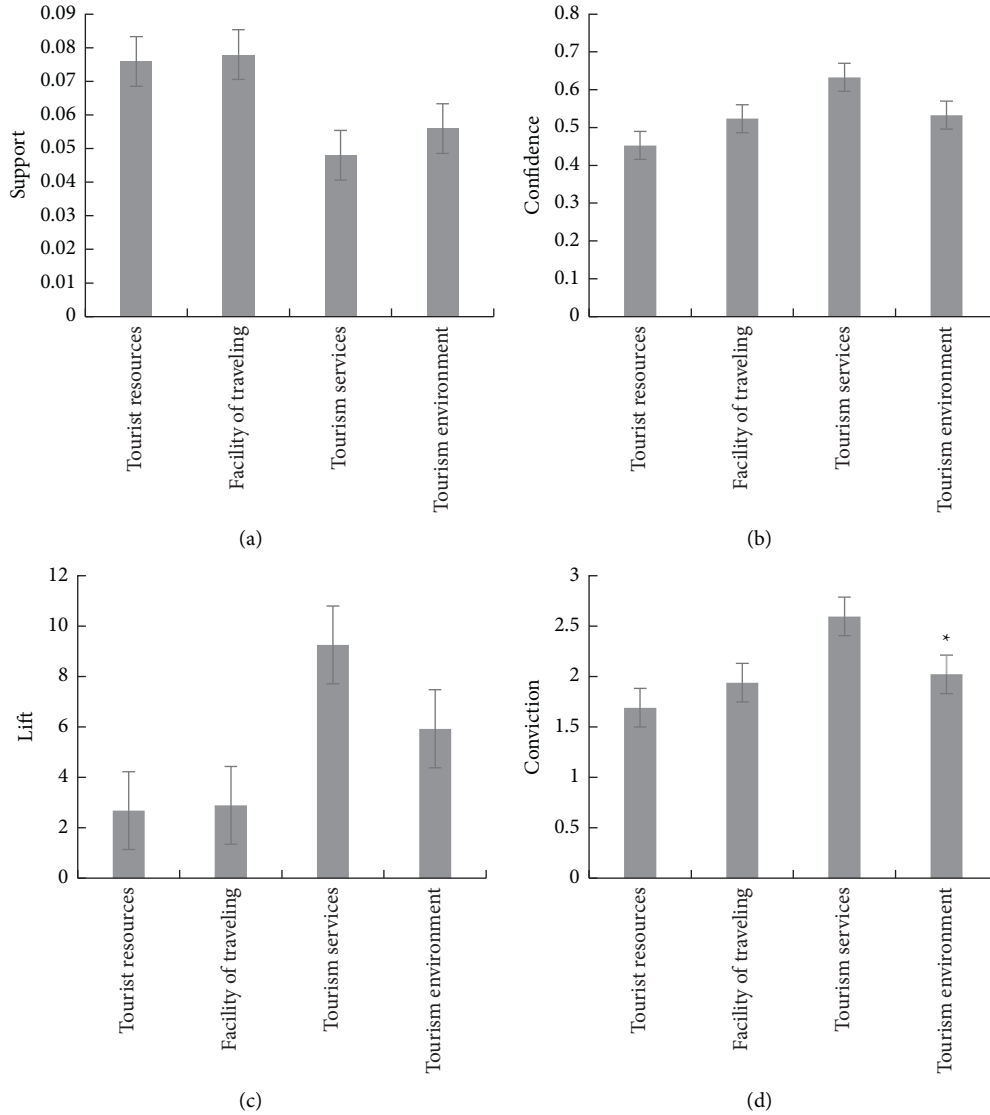 0.09
0.08
0.07
0.06
0.05
0.04
0.03
0.02
0.01
0
Support
Tourist resources
Facility of traveling
Tourism services
Tourism environment
(a)
0.8
0.7
0.6
0.5
0.4
0.3
0.2
0.1
0
Confidence
Tourist resources
Facility of traveling
Tourism services
Tourism environment
(b)
12
10
8
6
4
2
0
Lift
Tourist resources
Facility of traveling
Tourism services
Tourism environment
(c)
3
2.5
2
1.5
1
0.5
0
Conviction
*
Tourist resources
Facility of traveling
Tourism services
Tourism environment
(d)